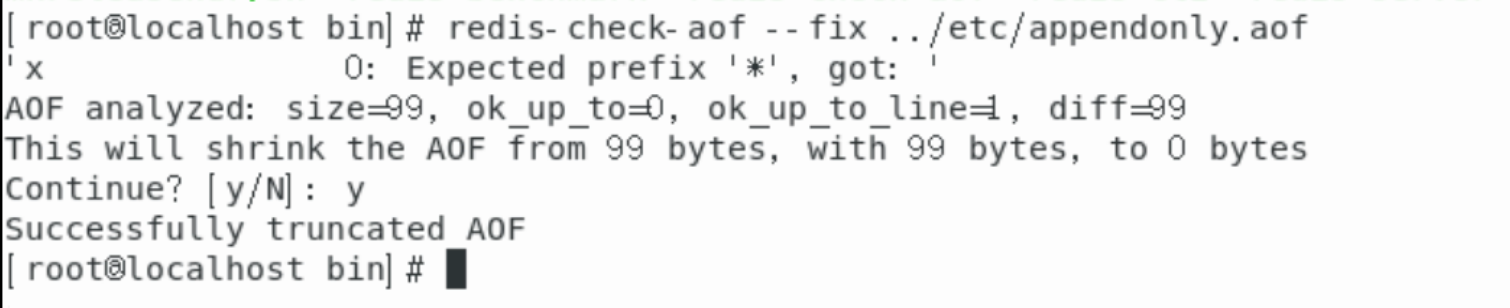 [root@localhost bin]# redis-check-aof --fix ../etc/appendonly.aof
'x               0: Expected prefix '*', got: '
AOF analyzed: size=99, ok_up_to=0, ok_up_to_line=1, diff=99
This will shrink the AOF from 99 bytes, with 99 bytes, to 0 bytes
Continue? [y/N]: y
Successfully truncated AOF
[root@localhost bin]#